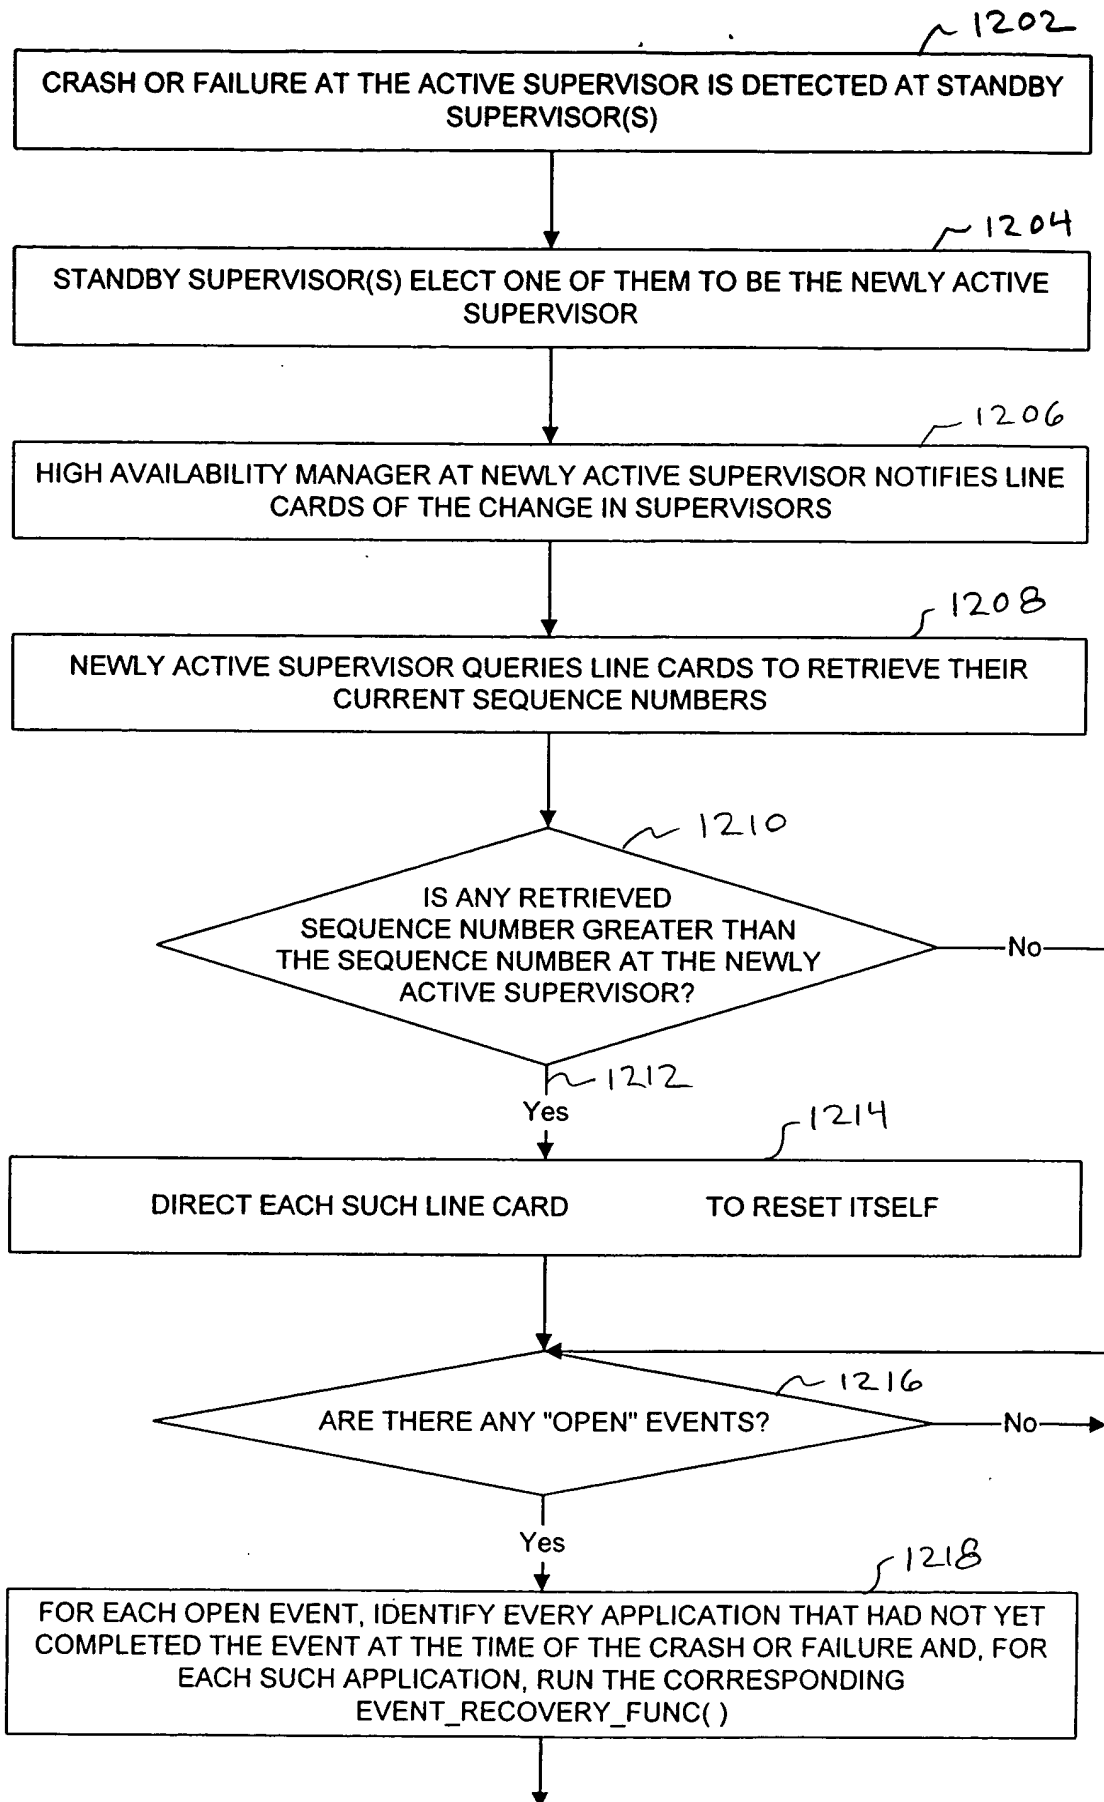 1202
CRASH OR FAILURE AT THE ACTIVE SUPERVISOR IS DETECTED AT STANDBY
SUPERVISOR(S)
1204
STANDBY SUPERVISOR(S) ELECT ONE OF THEM TO BE THE NEWLY ACTIVE
SUPERVISOR
1206
HIGH AVAILABILITY MANAGER AT NEWLY ACTIVE SUPERVISOR NOTIFIES LINE
CARDS OF THE CHANGE IN SUPERVISORS
1208
NEWLY ACTIVE SUPERVISOR QUERIES LINE CARDS TO RETRIEVE THEIR
CURRENT SEQUENCE NUMBERS
1210
IS ANY RETRIEVED
SEQUENCE NUMBER GREATER THAN
THE SEQUENCE NUMBER AT THE NEWLY
ACTIVE SUPERVISOR?
No
1212
Yes
1214
DIRECT EACH SUCH LINE CARD TO RESET ITSELF
1216
ARE THERE ANY "OPEN" EVENTS?
No
Yes
1218
FOR EACH OPEN EVENT, IDENTIFY EVERY APPLICATION THAT HAD NOT YET
COMPLETED THE EVENT AT THE TIME OF THE CRASH OR FAILURE AND, FOR
EACH SUCH APPLICATION, RUN THE CORRESPONDING
EVENT_RECOVERY_FUNC( )